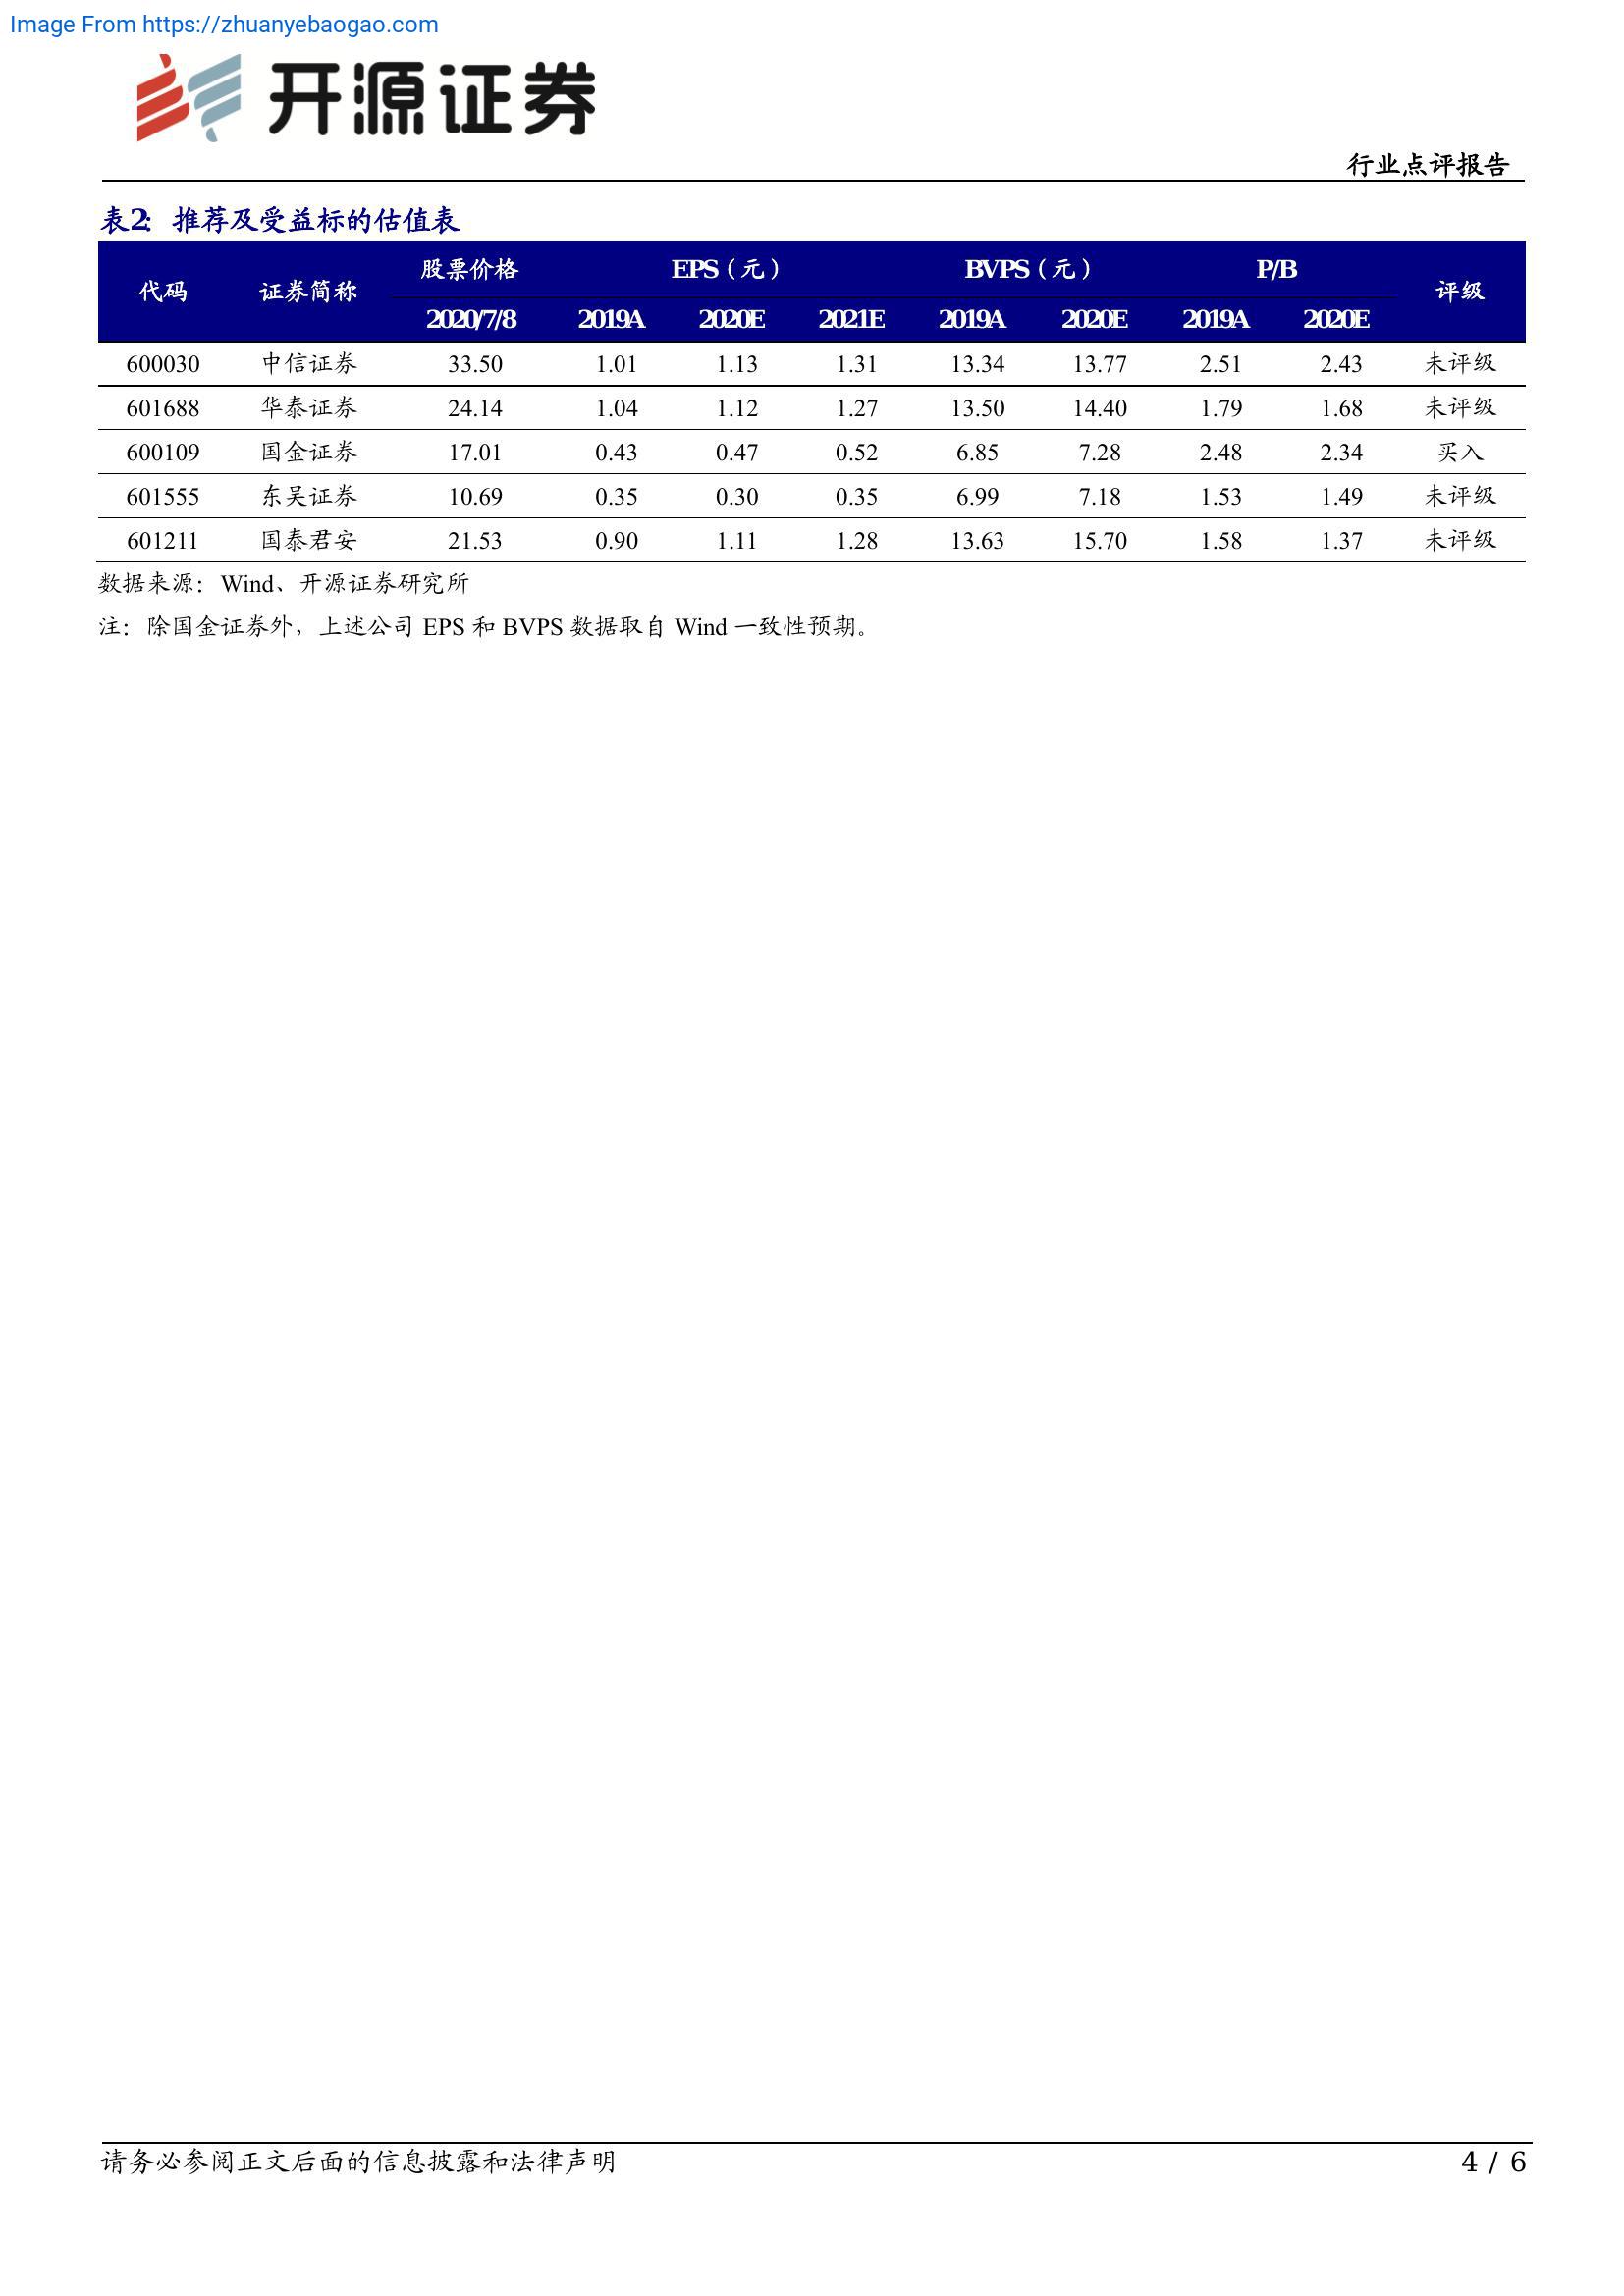 Image From https://zhuanyebaogao.com
开源证券
行业点评报告
表2：推荐及受益标的估值表
代码 证券简称 股票价格 EPS（元） BVPS（元） P/B 评级
2020/7/8 2019A 2020E 2021E 2019A 2020E 2019A 2020E
600030 中信证券 33.50 1.01 1.13 1.31 13.34 13.77 2.51 2.43 未评级
601688 华泰证券 24.14 1.04 1.12 1.27 13.50 14.40 1.79 1.68 未评级
600109 国金证券 17.01 0.43 0.47 0.52 6.85 7.28 2.48 2.34 买入
601555 东吴证券 10.69 0.35 0.30 0.35 6.99 7.18 1.53 1.49 未评级
601211 国泰君安 21.53 0.90 1.11 1.28 13.63 15.70 1.58 1.37 未评级
数据来源：Wind、开源证券研究所
注：除国金证券外，上述公司 EPS 和 BVPS 数据取自 Wind 一致性预期。
请务必参阅正文后面的信息披露和法律声明 4 / 6